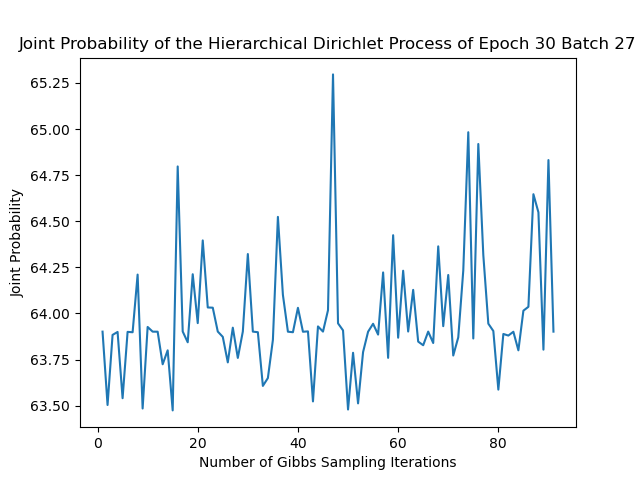 Joint Probability of the Hierarchical Dirichlet Process of Epoch 30 Batch 27
65.25
65.00
64.75
64.50
64.25
64.00
63.75
63.50
Joint Probability
0 20 40 60 80
Number of Gibbs Sampling Iterations